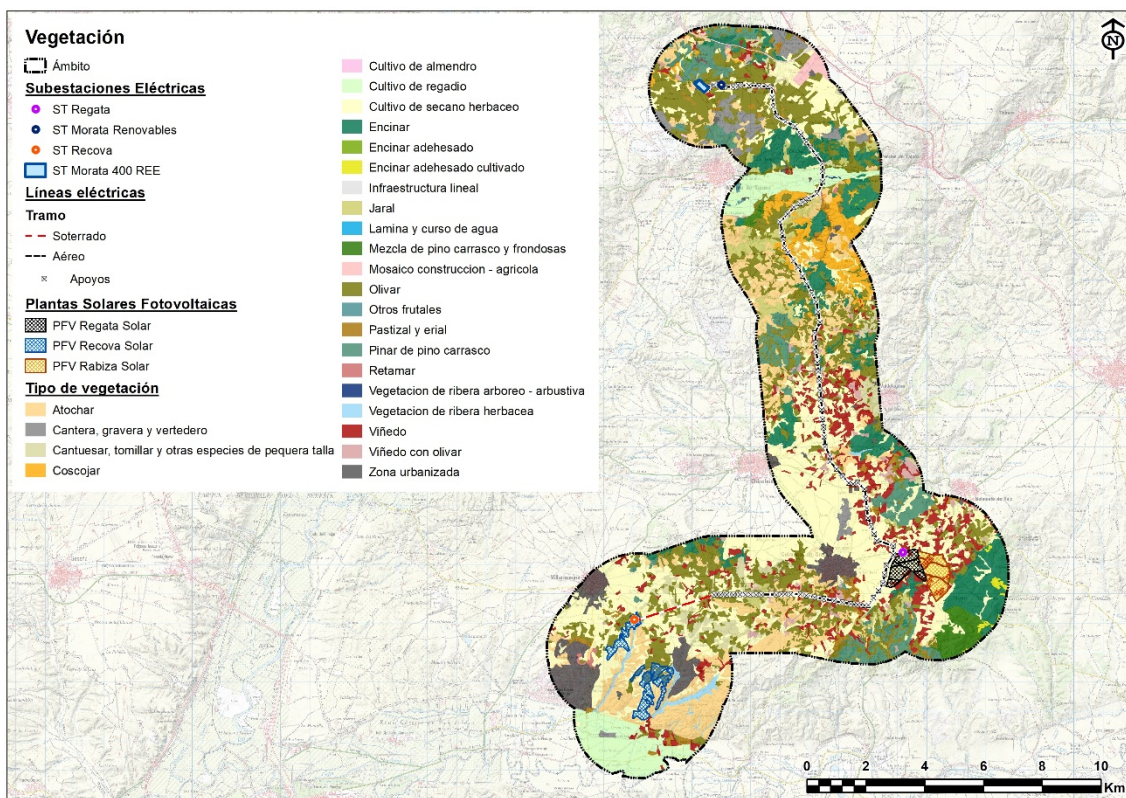 Vegetación
Ámbito
Subestaciones Eléctricas
ST Regata
ST Morata Renovables
ST Recova
ST Morata 400 REE
Líneas eléctricas
Tramo
Soterrado
Aéreo
Apoyos
Plantas Solares Fotovoltaicas
PFV Regata Solar
PFV Recova Solar
PFV Rabiza Solar
Tipo de vegetación
Atochar
Cantera, gravera y vertedero
Cantuesar, tomillar y otras especies de pequera talla
Coscojar
Cultivo de almendro
Cultivo de regadio
Cultivo de secano herbaceo
Encinar
Encinar adehesado
Encinar adehesado cultivado
Infraestructura lineal
Jaral
Lamina y curso de agua
Mezcla de pino carrasco y frondosas
Mosaico construccion - agricola
Olivar
Otros frutales
Pastizal y erial
Pinar de pino carrasco
Retamar
Vegetacion de ribera arboreo - arbustiva
Vegetacion de ribera herbacea
Viñedo
Viñedo con olivar
Zona urbanizada
N
0 2 4 6 8 10
Km